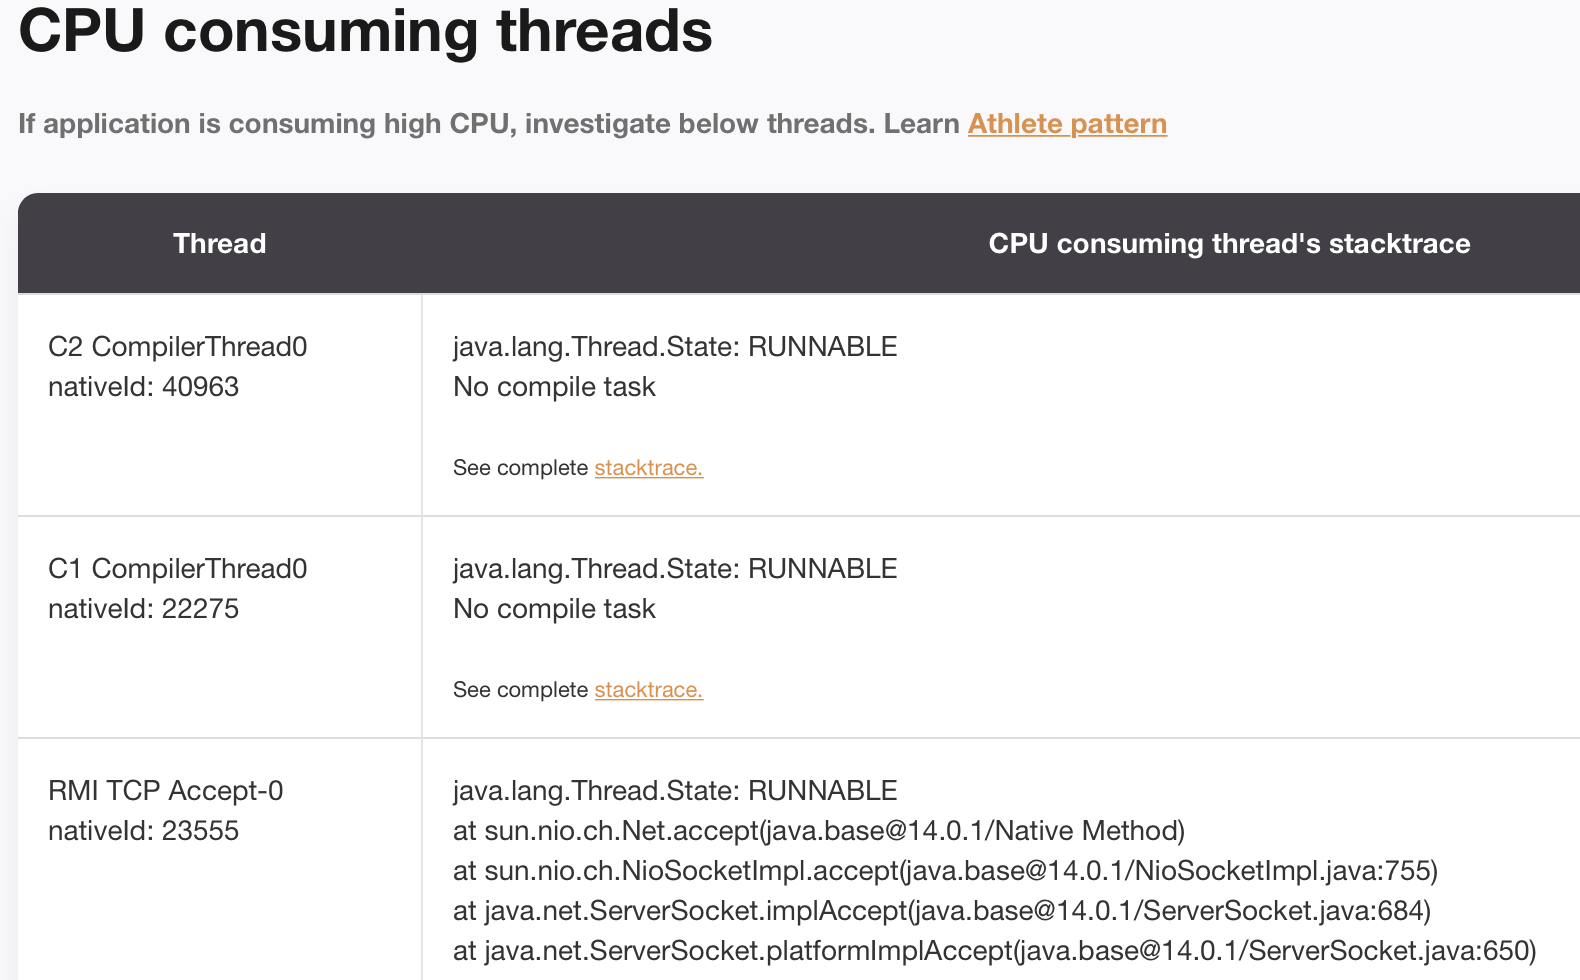 CPU consuming threads
If application is consuming high CPU, investigate below threads. Learn Athlete pattern
Thread
CPU consuming thread's stacktrace
C2 CompilerThread0
nativeId: 40963
java.lang.Thread.State: RUNNABLE
No compile task
See complete stacktrace.
C1 CompilerThread0
nativeId: 22275
java.lang.Thread.State: RUNNABLE
No compile task
See complete stacktrace.
RMI TCP Accept-0
nativeId: 23555
java.lang.Thread.State: RUNNABLE
at sun.nio.ch.Net.accept(java.base@14.0.1/Native Method)
at sun.nio.ch.NioSocketImpl.accept(java.base@14.0.1/NioSocketImpl.java:755)
at java.net.ServerSocket.implAccept(java.base@14.0.1/ServerSocket.java:684)
at java.net.ServerSocket.platformImplAccept(java.base@14.0.1/ServerSocket.java:650)